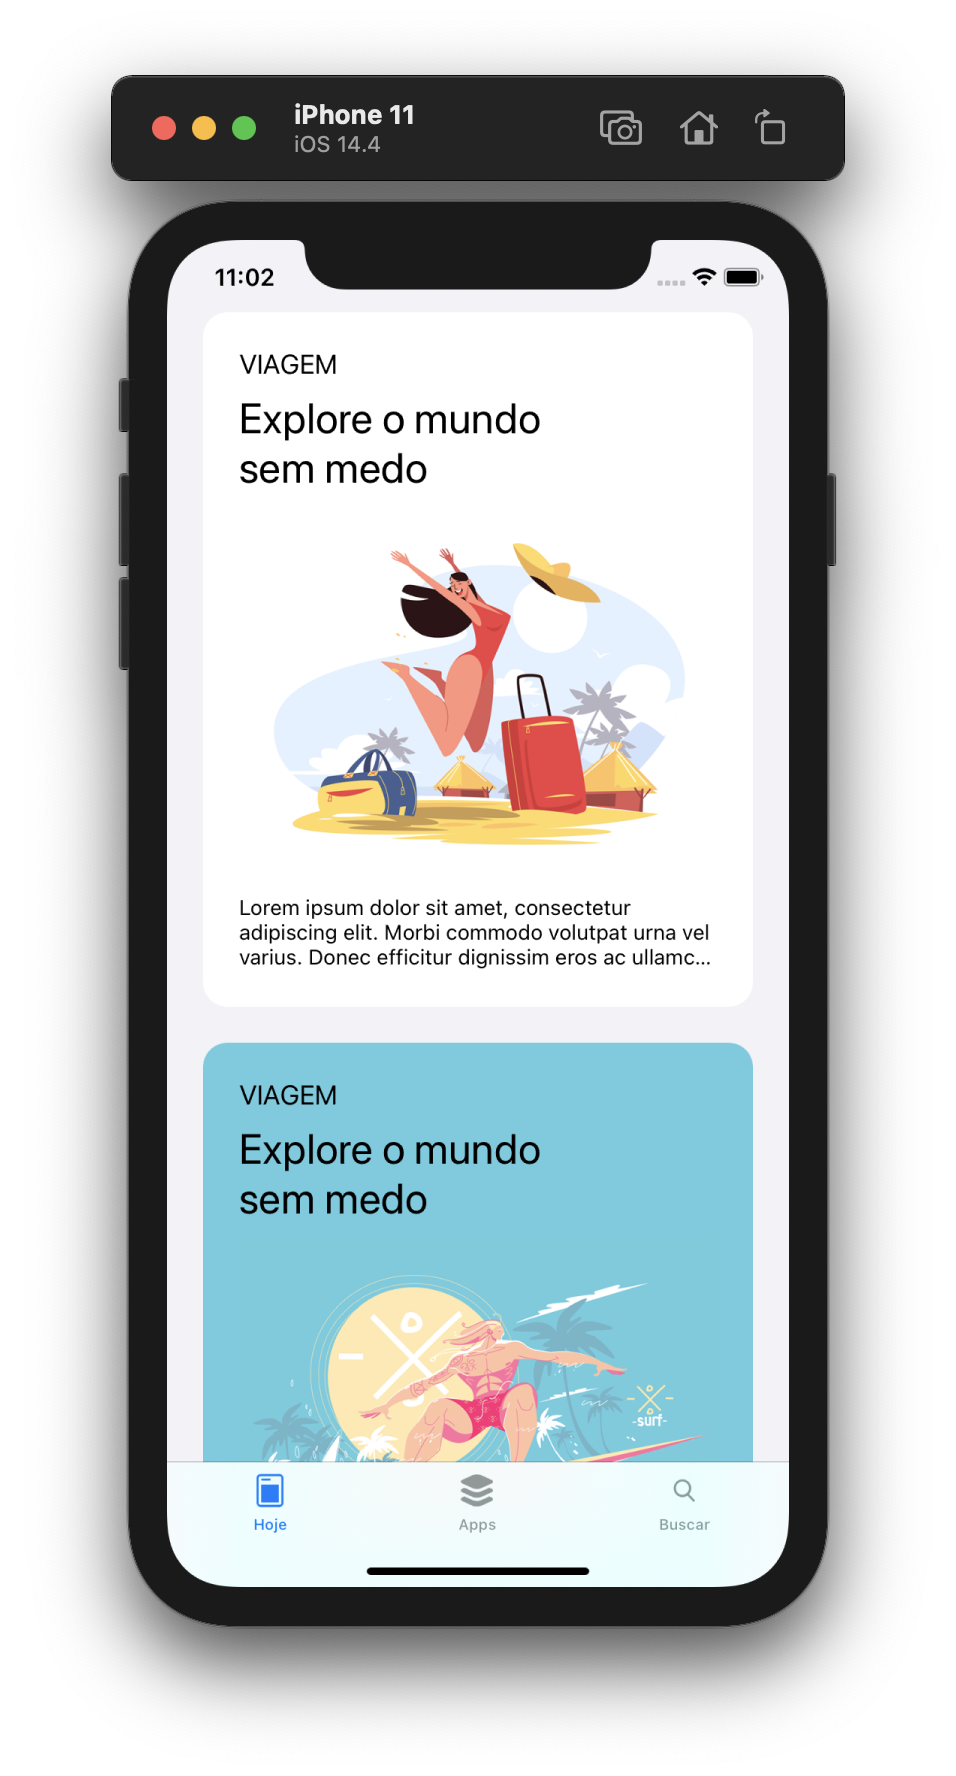 iPhone 11
iOS 14.4
11:02
VIAGEM
Explore o mundo
sem medo
Lorem ipsum dolor sit amet, consectetur
adipiscing elit. Morbi commodo volutpat urna vel
varius. Donec efficitur dignissim eros ac ullamc...
VIAGEM
Explore o mundo
sem medo
-surf-
Hoje
Apps
Buscar